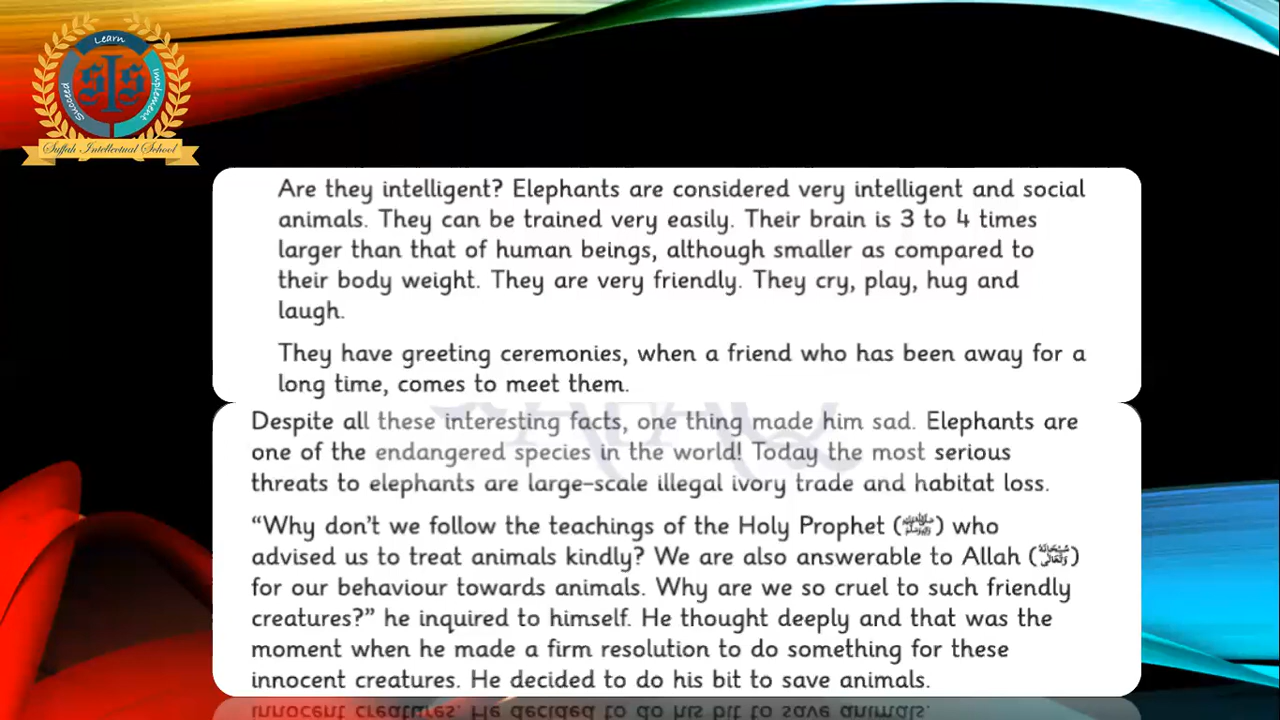 Learn
Succeed
Implement
SIS
Suffah Intellectual School
Are they intelligent? Elephants are considered very intelligent and social
animals. They can be trained very easily. Their brain is 3 to 4 times
larger than that of human beings, although smaller as compared to
their body weight. They are very friendly. They cry, play, hug and
laugh.
They have greeting ceremonies, when a friend who has been away for a
long time, comes to meet them.
Despite all these interesting facts, one thing made him sad. Elephants are
one of the endangered species in the world! Today the most serious
threats to elephants are large-scale illegal ivory trade and habitat loss.
“Why don't we follow the teachings of the Holy Prophet (ﷺ) who
advised us to treat animals kindly? We are also answerable to Allah (سُبْحَانَهُ وَتَعَالَى)
for our behaviour towards animals. Why are we so cruel to such friendly
creatures?” he inquired to himself. He thought deeply and that was the
moment when he made a firm resolution to do something for these
innocent creatures. He decided to do his bit to save animals.